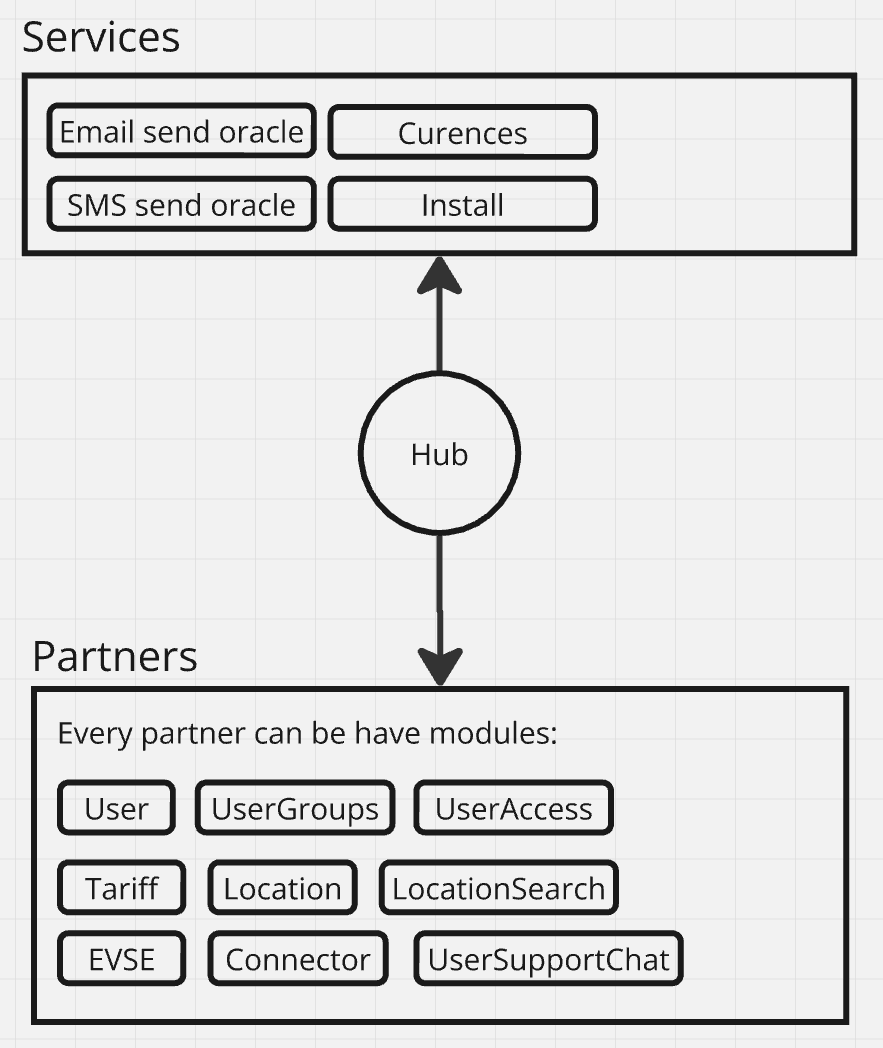 Services
Email send oracle
Curences
SMS send oracle
Install
Hub
Partners
Every partner can be have modules:
User
UserGroups
UserAccess
Tariff
Location
LocationSearch
EVSE
Connector
UserSupportChat